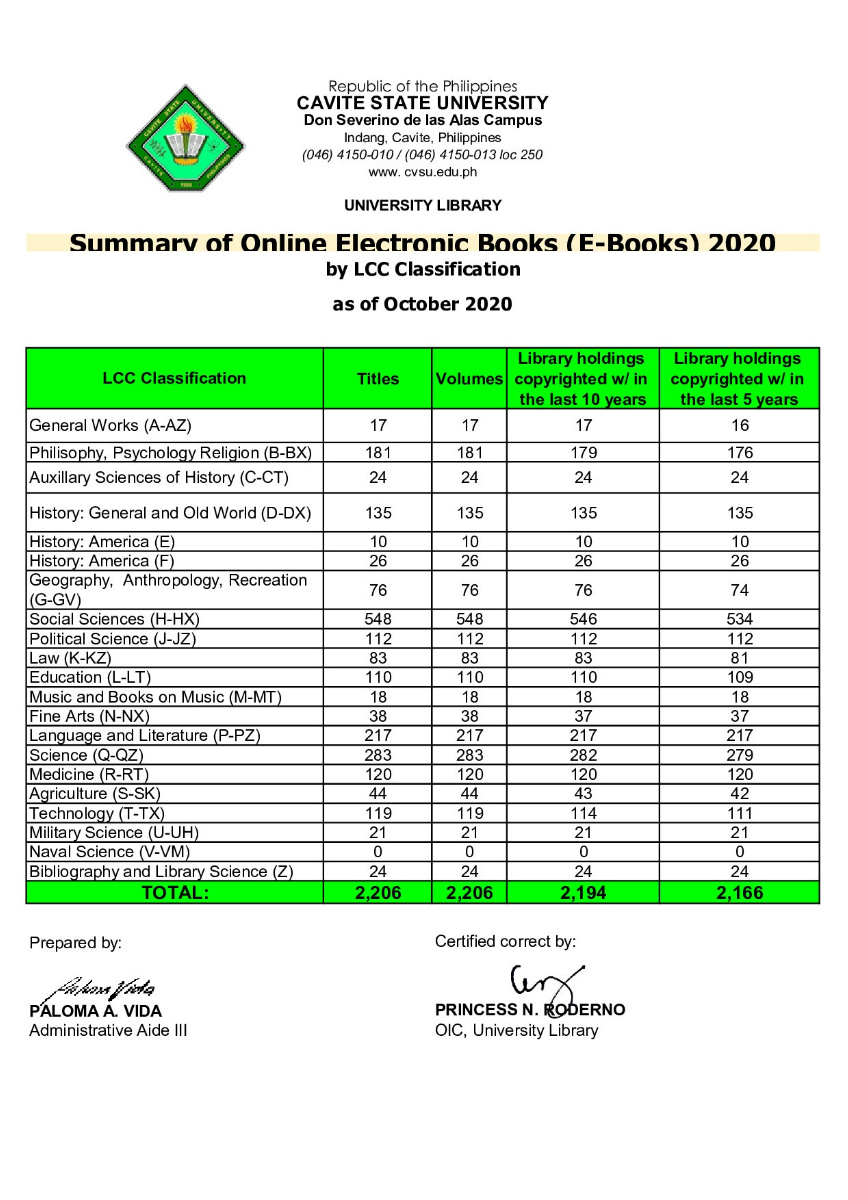 Republic of the Philippines
CAVITE STATE UNIVERSITY
Don Severino de las Alas Campus
Indang, Cavite, Philippines
(046) 4150-010 / (046) 4150-013 loc 250
www. cvsu.edu.ph
CAVITE STATE UNIVERSITY
CAVITE
PHILIPPINES
UNIVERSITY LIBRARY
Summary of Online Electronic Books (E-Books) 2020
by LCC Classification
as of October 2020
LCC Classification Titles Volumes Library holdings copyrighted w/ in the last 10 years Library holdings copyrighted w/ in the last 5 years
General Works (A-AZ) 17 17 17 16
Philisophy, Psychology Religion (B-BX) 181 181 179 176
Auxillary Sciences of History (C-CT) 24 24 24 24
History: General and Old World (D-DX) 135 135 135 135
History: America (E) 10 10 10 10
History: America (F) 26 26 26 26
Geography, Anthropology, Recreation (G-GV) 76 76 76 74
Social Sciences (H-HX) 548 548 546 534
Political Science (J-JZ) 112 112 112 112
Law (K-KZ) 83 83 83 81
Education (L-LT) 110 110 110 109
Music and Books on Music (M-MT) 18 18 18 18
Fine Arts (N-NX) 38 38 37 37
Language and Literature (P-PZ) 217 217 217 217
Science (Q-QZ) 283 283 282 279
Medicine (R-RT) 120 120 120 120
Agriculture (S-SK) 44 44 43 42
Technology (T-TX) 119 119 114 111
Military Science (U-UH) 21 21 21 21
Naval Science (V-VM) 0 0 0 0
Bibliography and Library Science (Z) 24 24 24 24
TOTAL: 2,206 2,206 2,194 2,166
Prepared by:
Certified correct by:
Paloma Vida
PALOMA A. VIDA
Administrative Aide III
PRINCESS N. RODERNO
OIC, University Library